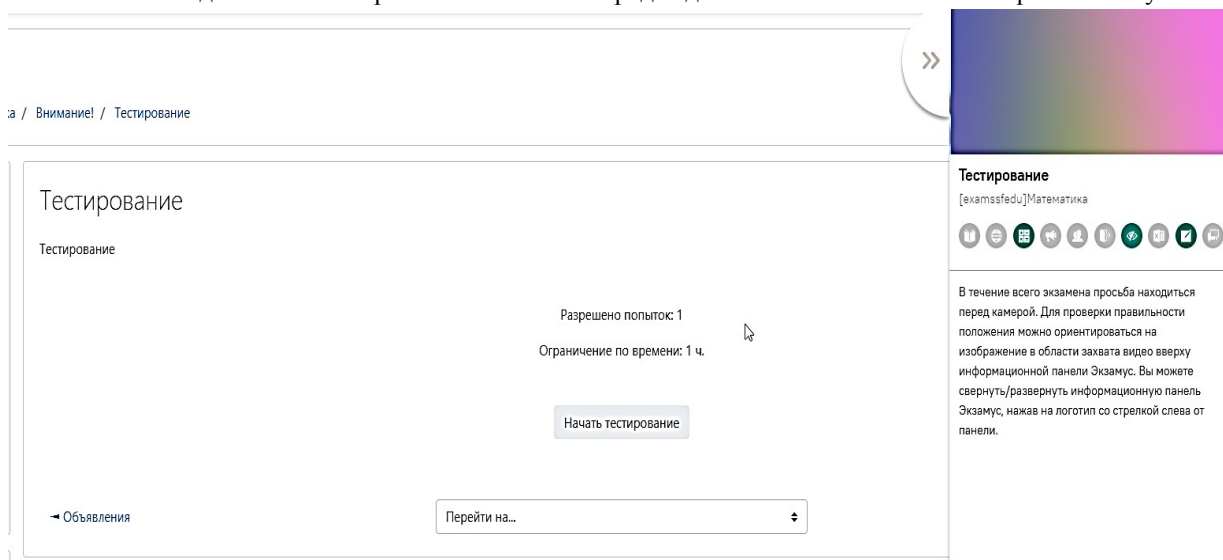 ка / Внимание! / Тестирование
Тестирование
Тестирование
Разрешено попыток: 1
Ограничение по времени: 1 ч.
Начать тестирование
◄ Объявления
Перейти на...
Тестирование
[examssfedu]Математика
В течение всего экзамена просьба находиться
перед камерой. Для проверки правильности
положения можно ориентироваться на
изображение в области захвата видео вверху
информационной панели Экзамус. Вы можете
свернуть/развернуть информационную панель
Экзамус, нажав на логотип со стрелкой слева от
панели.